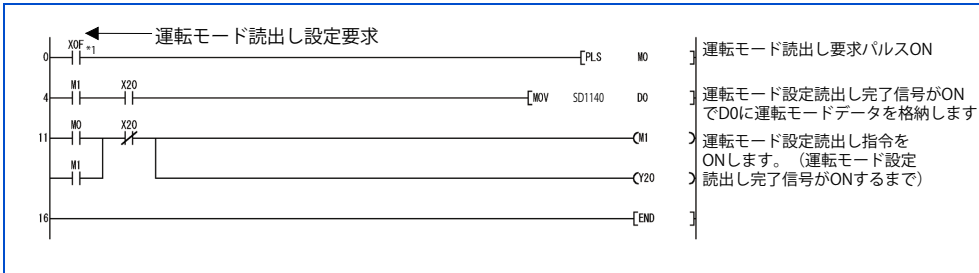 運転モード読出し設定要求
X0F *1
0 [PLS M0 ] 運転モード読出し要求パルスON
M1 X20
4 [MOV SD1140 D0 ] 運転モード設定読出し完了信号がON
でD0に運転モードデータを格納します
M0 X20
11 (M1 ) 運転モード設定読出し指令を
ONします。（運転モード設定
M1
(Y20 ) 読出し完了信号がONするまで）
16 [END ]